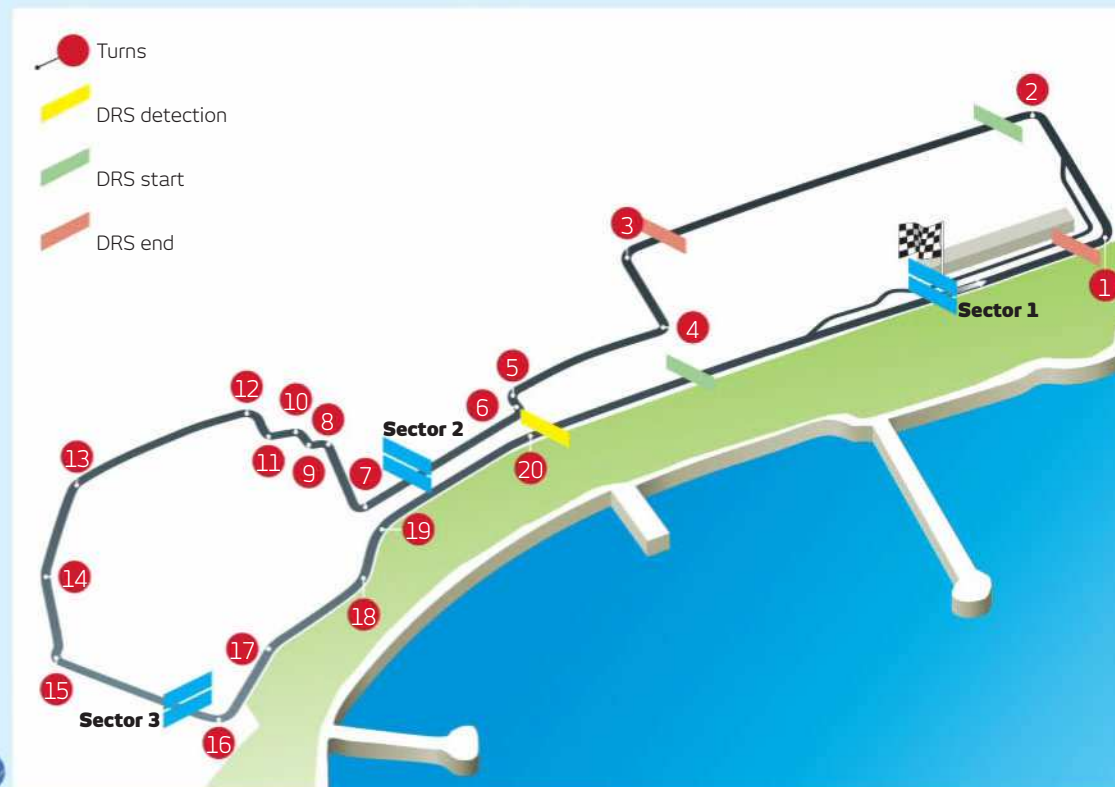 Turns
DRS detection
DRS start
DRS end
2
3
1
Sector 1
4
5
12
10
6
8
Sector 2
11
9
20
13
7
19
14
18
17
15
Sector 3
16